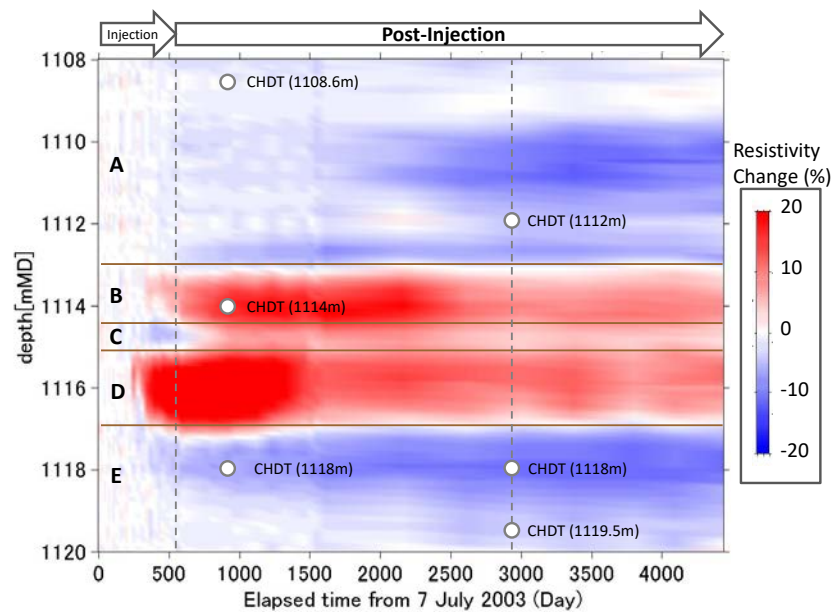 Injection
Post-Injection
1108
1110
1112
1114
1116
1118
1120
depth[mMD]
A
B
C
D
E
CHDT (1108.6m)
CHDT (1112m)
CHDT (1114m)
CHDT (1118m)
CHDT (1118m)
CHDT (1119.5m)
0
500
1000
1500
2000
2500
3000
3500
4000
Elapsed time from 7 July 2003 (Day)
Resistivity
Change (%)
20
10
0
-10
-20